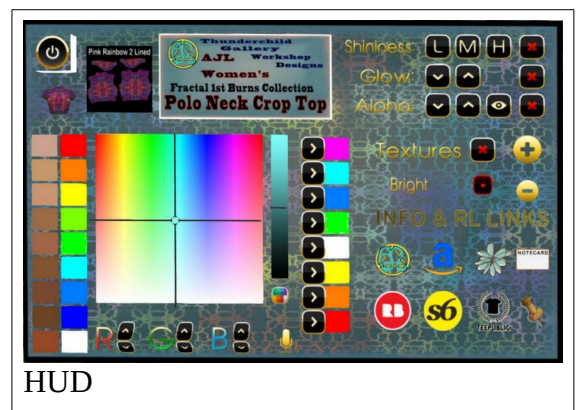 Pink Rainbow 2 Lined
Thunderchild
Gallery
AJL Workshop
Designs
Women's
Fractal 1st Burns Collection
Polo Neck Crop Top
Shininess: L M H
Glow:
Alpha:
Textures
Bright
INFO & RL LINKS
a
NOTECARD
RB
s6
TEEPUBLIC
R G B
HUD